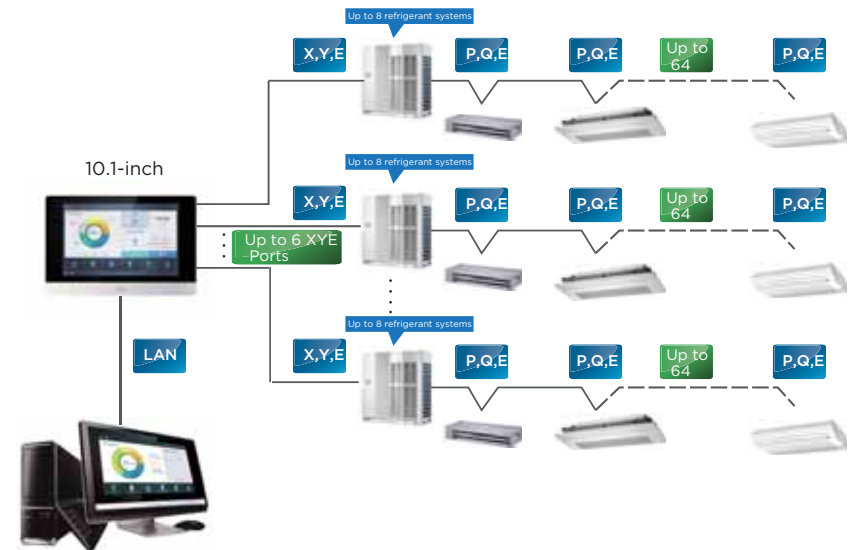 Up to 8 refrigerant systems
X,Y,E
P,Q,E
P,Q,E
Up to
64
P,Q,E
10.1-inch
Up to 8 refrigerant systems
X,Y,E
P,Q,E
P,Q,E
Up to
64
P,Q,E
Up to 6 XYE
Ports
Up to 8 refrigerant systems
LAN
X,Y,E
P,Q,E
P,Q,E
Up to
64
P,Q,E